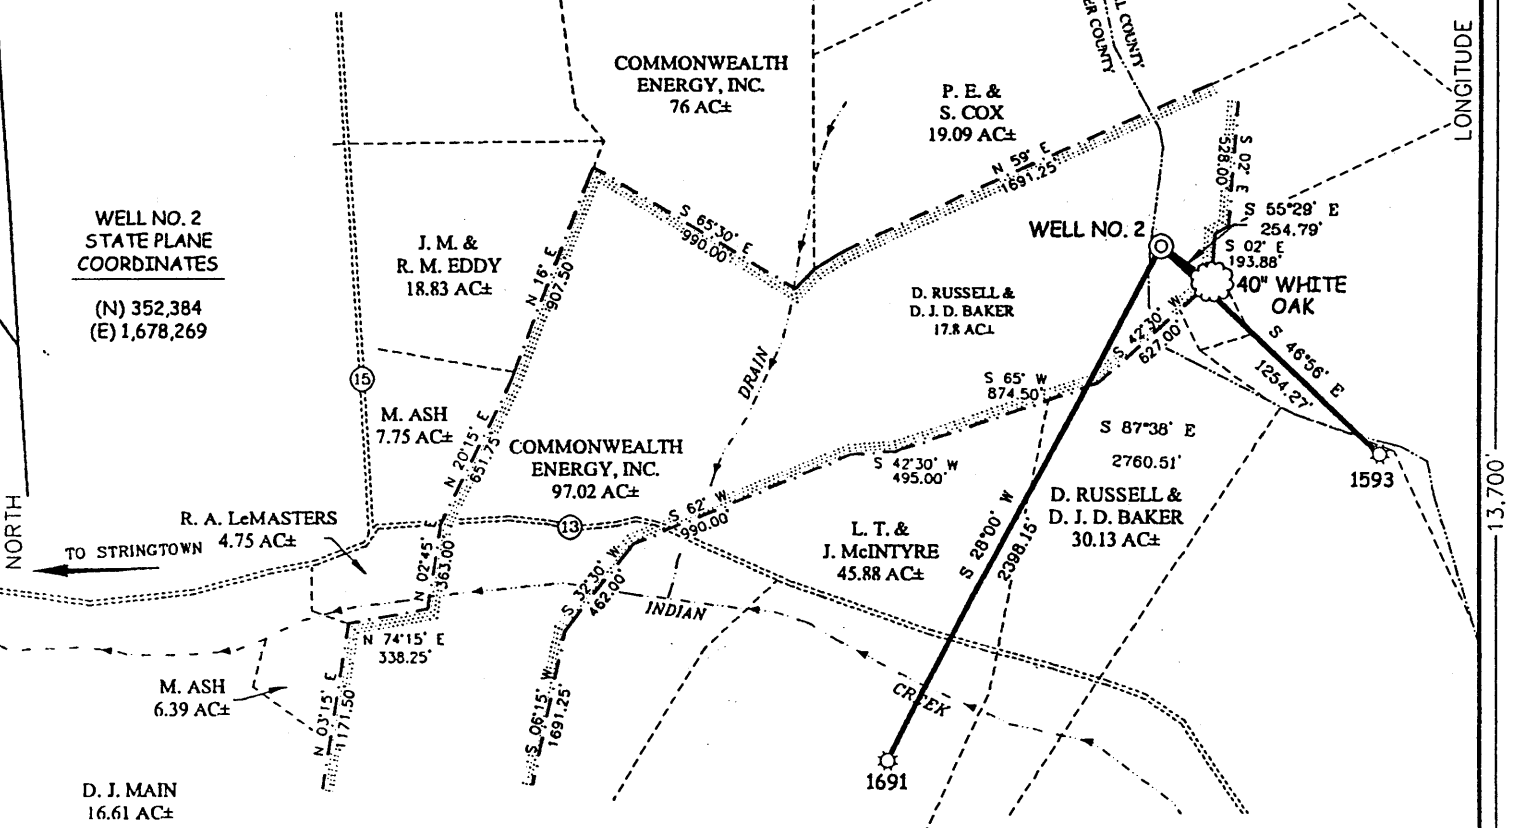 COMMONWEALTH
ENERGY, INC.
76 AC±
P. E. &
S. COX
19.09 AC±
COUNTY
COUNTY
LONGITUDE
WELL NO. 2
STATE PLANE
COORDINATES
(N) 352,384
(E) 1,678,269
J. M. &
R. M. EDDY
18.83 AC±
N 16° E
907.50'
S 65°30' E
990.00'
N 59° E
1691.25'
S 02° E
528.00'
S 55°29' E
254.79'
S 02° E
193.88'
WELL NO. 2
40" WHITE
OAK
D. RUSSELL &
D. J. D. BAKER
17.8 AC±
S 42°30' W
627.00'
S 46°56' E
1254.27'
DRAIN
15
S 65° W
874.50'
M. ASH
7.75 AC±
N 20°15' E
651.75'
COMMONWEALTH
ENERGY, INC.
97.02 AC±
S 42°30' W
495.00'
S 87°38' E
2760.51'
1593
13,700'
NORTH
R. A. LeMASTERS
4.75 AC±
TO STRINGTOWN
13
S 62° W
990.00'
L. T. &
J. McINTYRE
45.88 AC±
S 28°00' W
2398.15'
D. RUSSELL &
D. J. D. BAKER
30.13 AC±
N 02°45' E
363.00'
S 32°30' W
462.00'
INDIAN
CREEK
N 74°15' E
338.25'
M. ASH
6.39 AC±
N 03°15' E
1171.50'
S 06°15' W
1691.25'
1691
D. J. MAIN
16.61 AC±